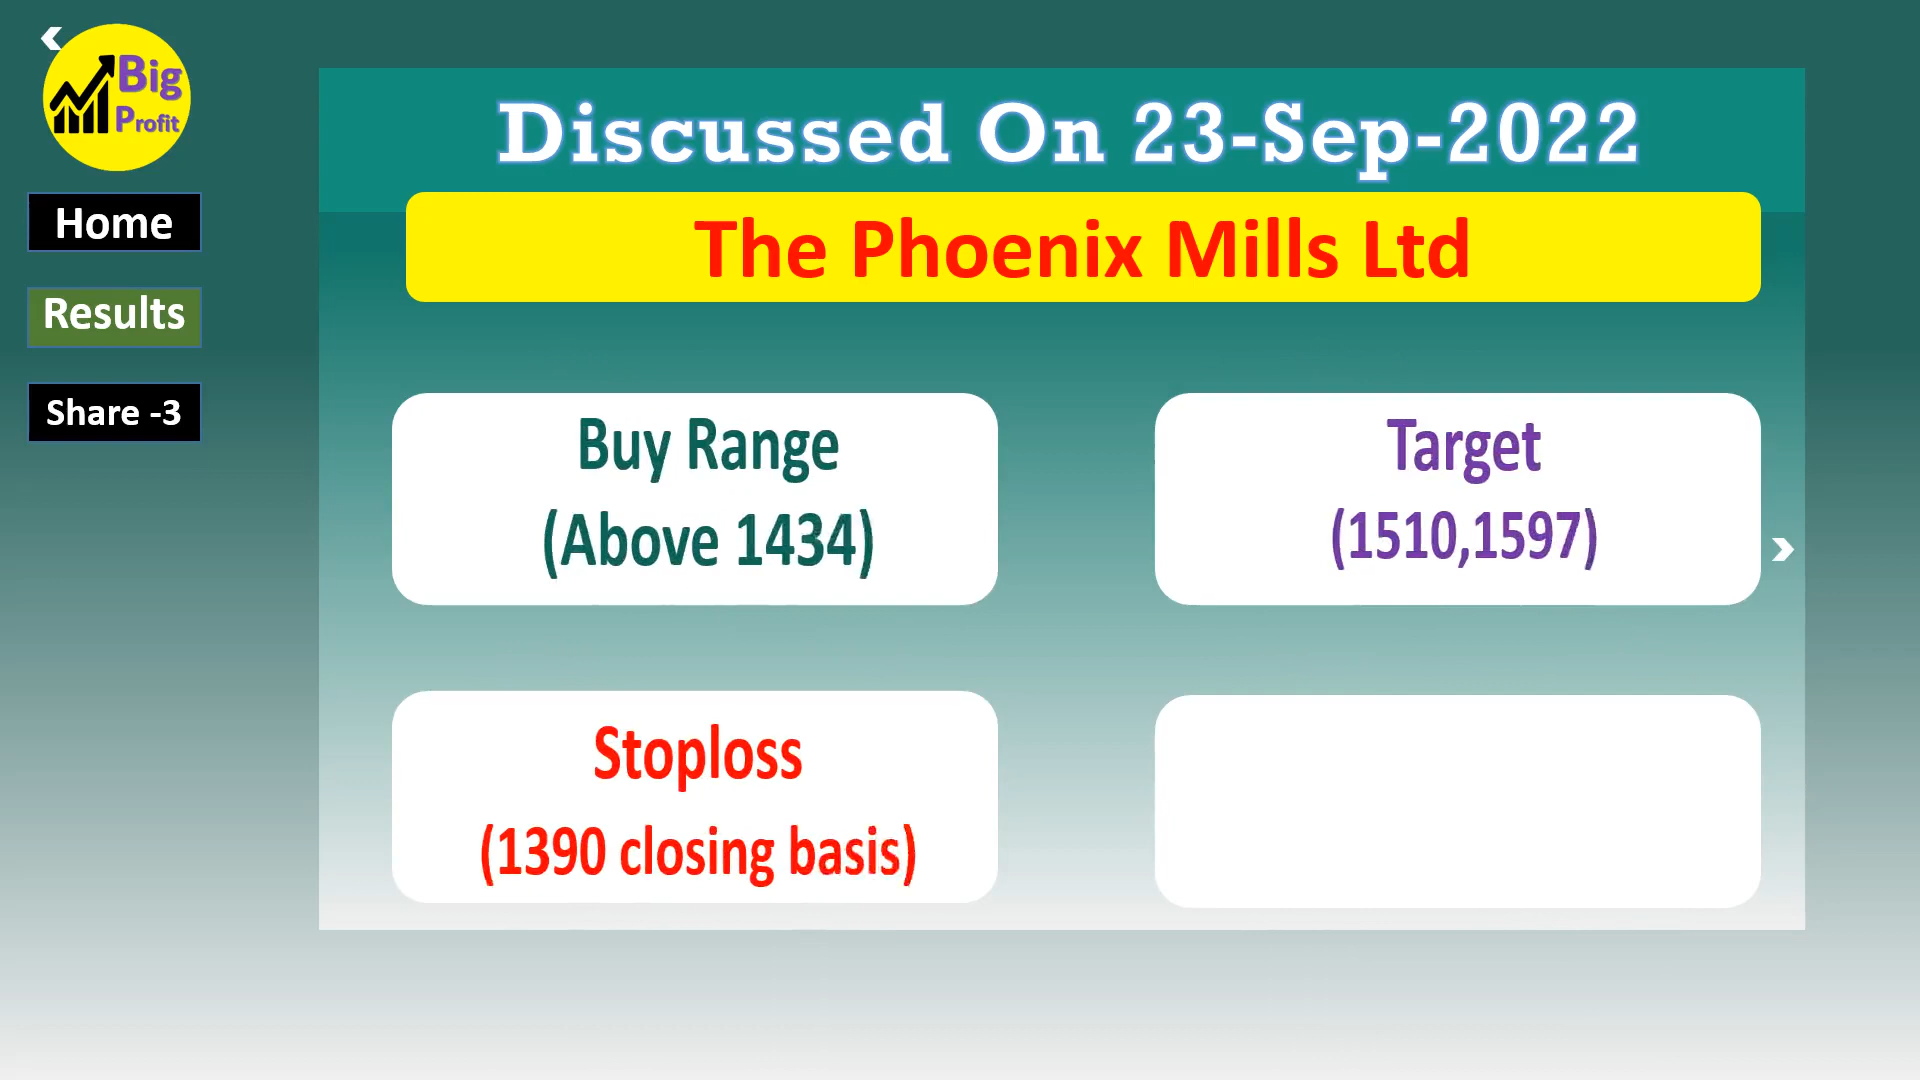 Big
Profit
Home
Results
Share -3
Discussed On 23-Sep-2022
The Phoenix Mills Ltd
Buy Range
(Above 1434)
Target
(1510,1597)
Stoploss
(1390 closing basis)